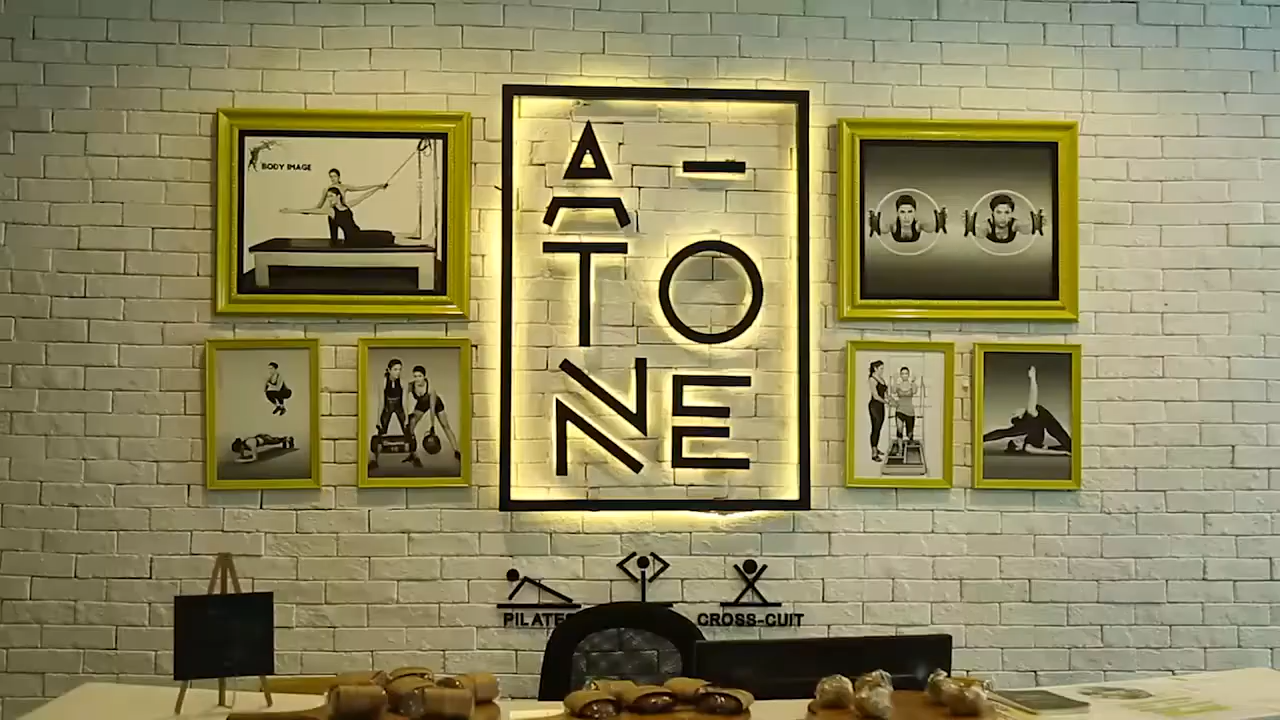 BODY IMAGE
A -
TO
NE
PILATES
CROSS-CUIT